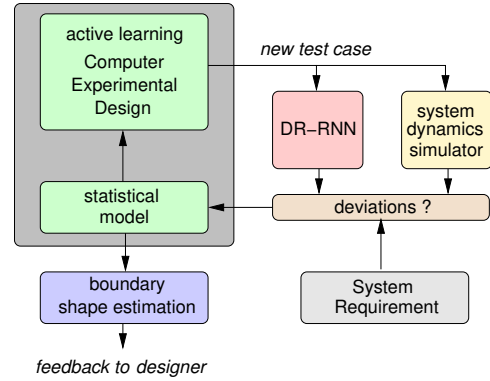 active learning
Computer
Experimental
Design
new test case
DR−RNN
system
dynamics
simulator
statistical
model
deviations ?
boundary
shape estimation
System
Requirement
feedback to designer